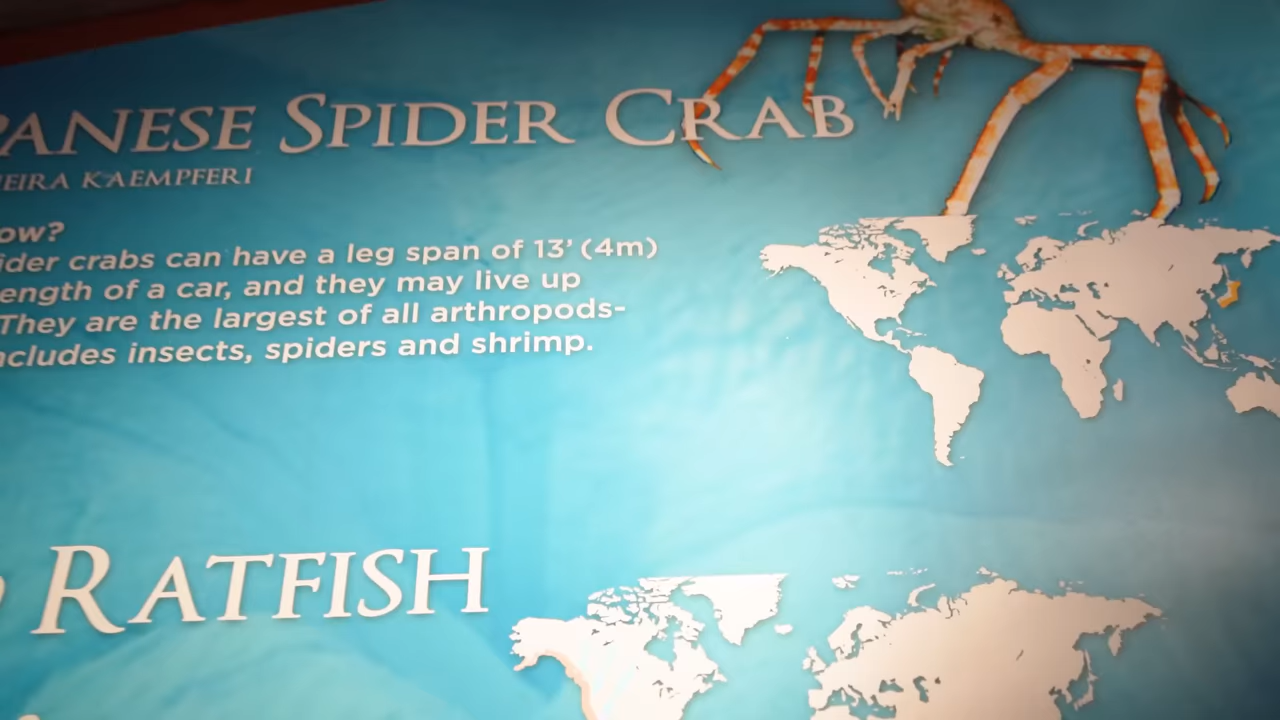 PANESE SPIDER CRAB
EIRA KAEMPFERI
ow?
ider crabs can have a leg span of 13' (4m)
ength of a car, and they may live up
They are the largest of all arthropods-
ncludes insects, spiders and shrimp.
RATFISH